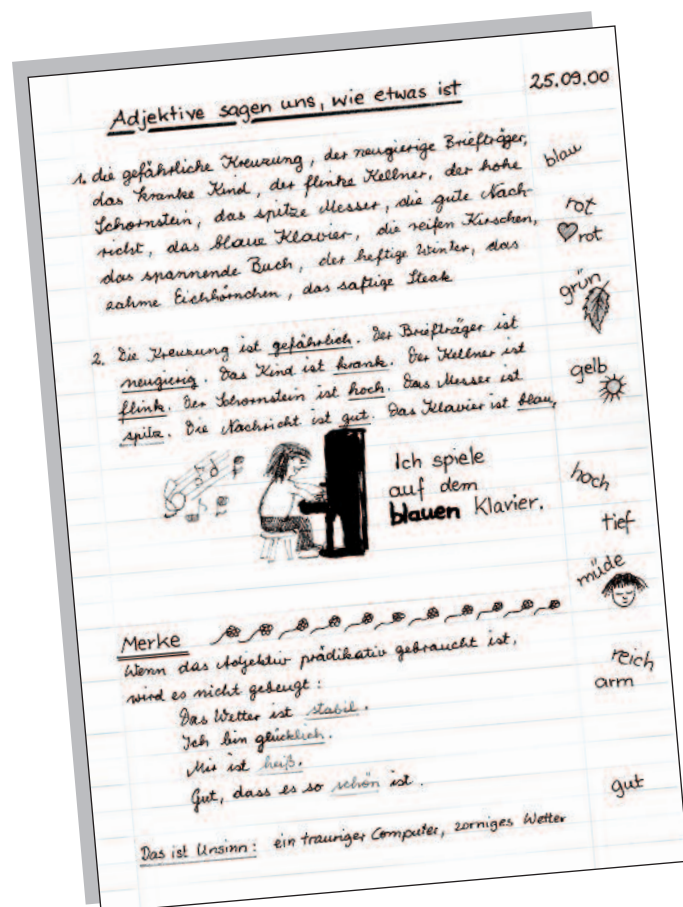 Adjektive sagen uns, wie etwas ist
25.09.00
1. die gefährliche Kreuzung, der neugierige Briefträger,
das kranke Kind, der flinke Kellner, der hohe
Schornstein, das spitze Messer, die gute Nach-
richt, das blaue Klavier, die reifen Kirschen,
das spannende Buch, der heftige Winter, das
zahme Eichhörnchen, das saftige Steak
2. Die Kreuzung ist gefährlich. Der Briefträger ist
neugierig. Das Kind ist krank. Der Kellner ist
flink. Der Schornstein ist hoch. Das Messer ist
spitz. Die Nachricht ist gut. Das Klavier ist blau.
Ich spiele
auf dem
blauen Klavier.
Merke
Wenn das Adjektiv prädikativ gebraucht ist,
wird es nicht gebeugt:
Das Wetter ist stabil.
Ich bin glücklich.
Mir ist heiß.
Gut, dass es so schön ist.
Das ist Unsinn: ein trauriger Computer, zorniges Wetter
blau
rot
rot
grün
gelb
hoch
tief
müde
reich
arm
gut